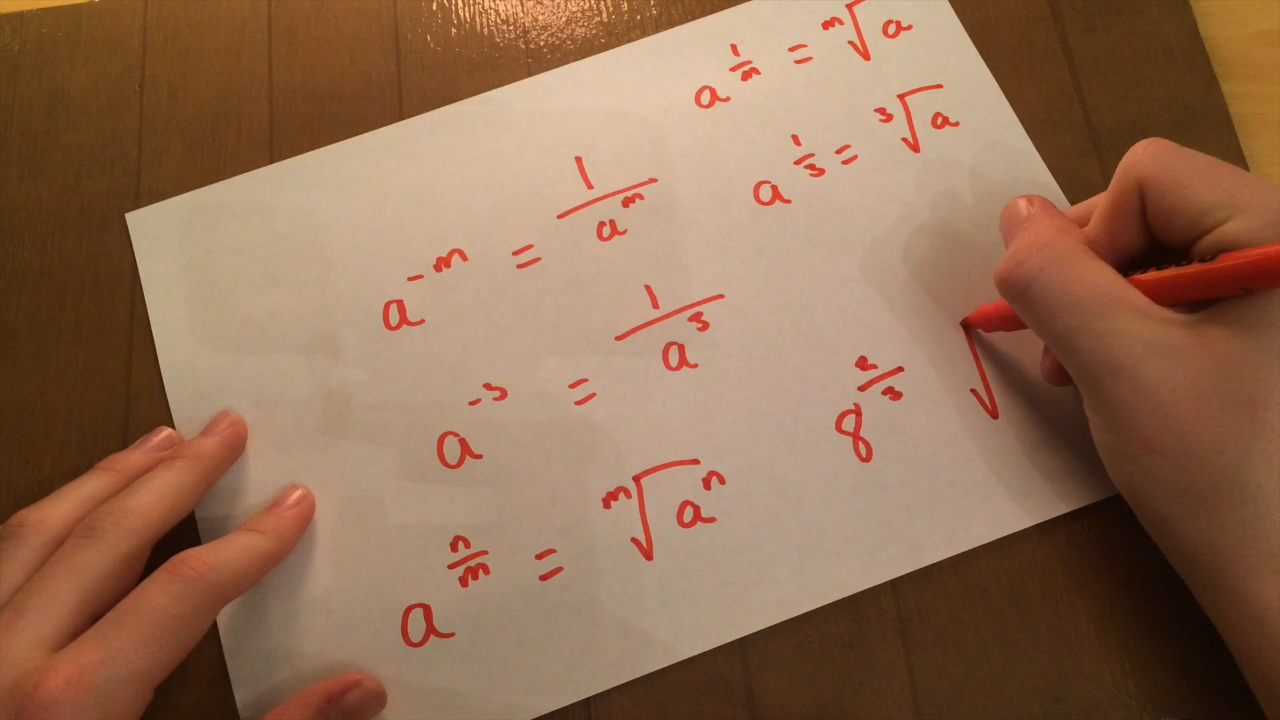 a^{1/m} = ᵐ√a
a^{1/3} = ³√a
a^{-m} = 1/a^m
a^{-3} = 1/a^3
a^{n/m} = ᵐ√a^n
8^{2/3} √